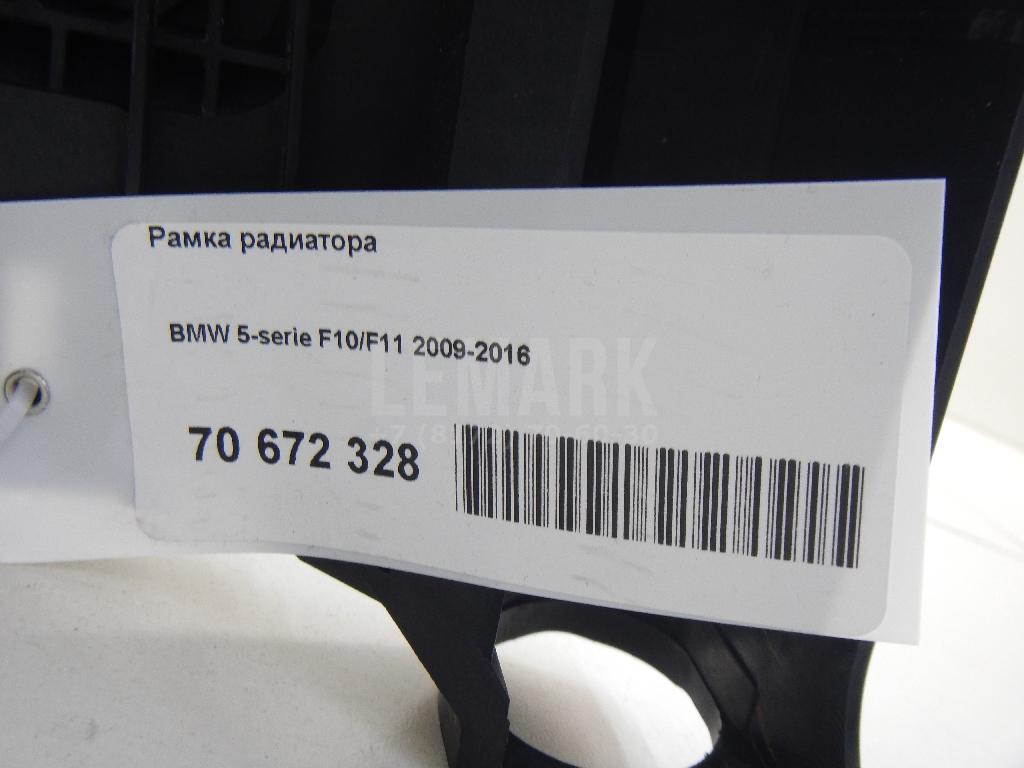 Рамка радиатора
BMW 5-serie F10/F11 2009-2016
LEMARK
70 672 328